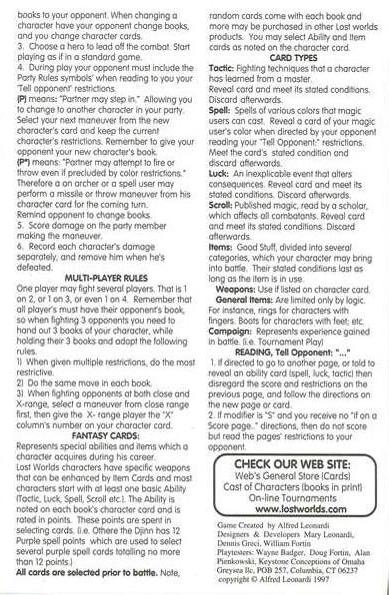 books to your opponent. When changing a
character have your opponent change books,
and you change character cards.
3. Choose a hero to lead off the combat. Start
playing as if in a standard game.
4. During play your opponent must include the
Party Rules symbols' when reading to you your
'Tell opponent' restrictions.
(P) means: "Partner may step in." Allowing you
to change to another character in your party.
Select your next maneuver from the new
character's card and keep the current
character's restrictions. Remember to give your
opponent your new character's book.
(P*) means: "Partner may attempt to fire or
throw even if precluded by color restrictions."
Therefore a an archer or a spell user may
perform a missile or throw maneuver from his
character card for the coming turn.
Remind opponent to change books.
5. Score damage on the party member
making the maneuver.
6. Record each character's damage
separately, and remove him when he's
defeated.
MULTI-PLAYER RULES
One player may fight several players. That is 1
on 2, or 1 on 3, or even 1 on 4. Remember that
all player's must have their opponent's book,
so when fighting 3 opponents you need to
hand out 3 books of your character, while
holding their 3 books and adopt the following
rules.
1) When given multiple restrictions, do the most
restrictive.
2) Do the same move in each book.
3) When fighting opponents at both close and
X-range, select a maneuver from close range
first, then give the X- range player the "X"
column's number on your character card.
FANTASY CARDS:
Represents special abilities and items which a
character acquires during his career.
Lost Worlds characters have specific weapons
that can be enhanced by Item Cards and most
characters start with at least one basic Ability
(Tactic, Luck, Spell, Scroll etc.). The Ability is
noted on each book's character card and is
rated in points. These points are spent in
selecting cards. (i.e. Othere the Djinn has 12
Purple spell points which are used to select
several purple spell cards totalling no more
than 12 points.)
All cards are selected prior to battle. Note,
random cards come with each book and
more may be purchased in other Lost worlds
products. You may select Ability and Item
cards as noted on the character card.
CARD TYPES
Tactic: Fighting techniques that a character
has learned from a master.
Reveal card and meet its stated conditions.
Discard afterwards.
Spell: Spells of various colors that magic
users can cast. Reveal a card of your magic
user's color when directed by your opponent
reading your "Tell Opponent:" restrictions.
Meet the card's stated condition and
discard afterwards.
Luck: An inexplicable event that alters
consequences. Reveal card and meet its
stated conditions. Discard afterwards.
Scroll: Published magic, read by a scholar,
which affects all combatants. Reveal card
and meet its stated conditions. Discard
afterwards.
Items: Good Stuff, divided into several
categories, which your character may bring
into battle. Their stated conditions last as
long as the item is in use.
Weapons: Use if listed on character card.
General Items: Are limited only by logic.
For instance, rings for characters with
fingers. Boots for characters with feet; etc.
Campaign: Represents experience gained
in battle. (i.e. Tournament Play)
READING, Tell Opponent: "..."
1. If directed to go to another page, or told to
reveal an ability card (spell, luck, tactic) then
disregard the score and restrictions on the
previous page, and follow the directions on
the new page or card.
2. If modifier is "S" and you receive no "if on a
Score page.." directions, then do not score
but read the pages' restrictions to your
opponent.
CHECK OUR WEB SITE:
Web's General Store (Cards)
Cast of Characters (books in print)
On-line Tournaments
www.lostworlds.com
Game Created by Alfred Leonardi
Designers & Developers Mary Leonardi,
Dennis Greci, William Fortin
Playtesters: Wayne Badger, Doug Fortin, Alan
Pienkowski, Keystone Conceptions of Omaha
Greysea llc, POB 257, Columbia, CT 06237
copyright © Alfred Leonardi 1997